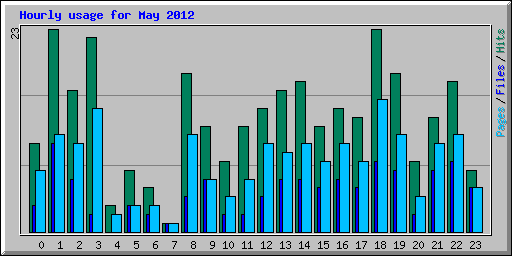 Hourly usage for May 2012
23
Pages / Files / Hits
0 1 2 3 4 5 6 7 8 9 10 11 12 13 14 15 16 17 18 19 20 21 22 23